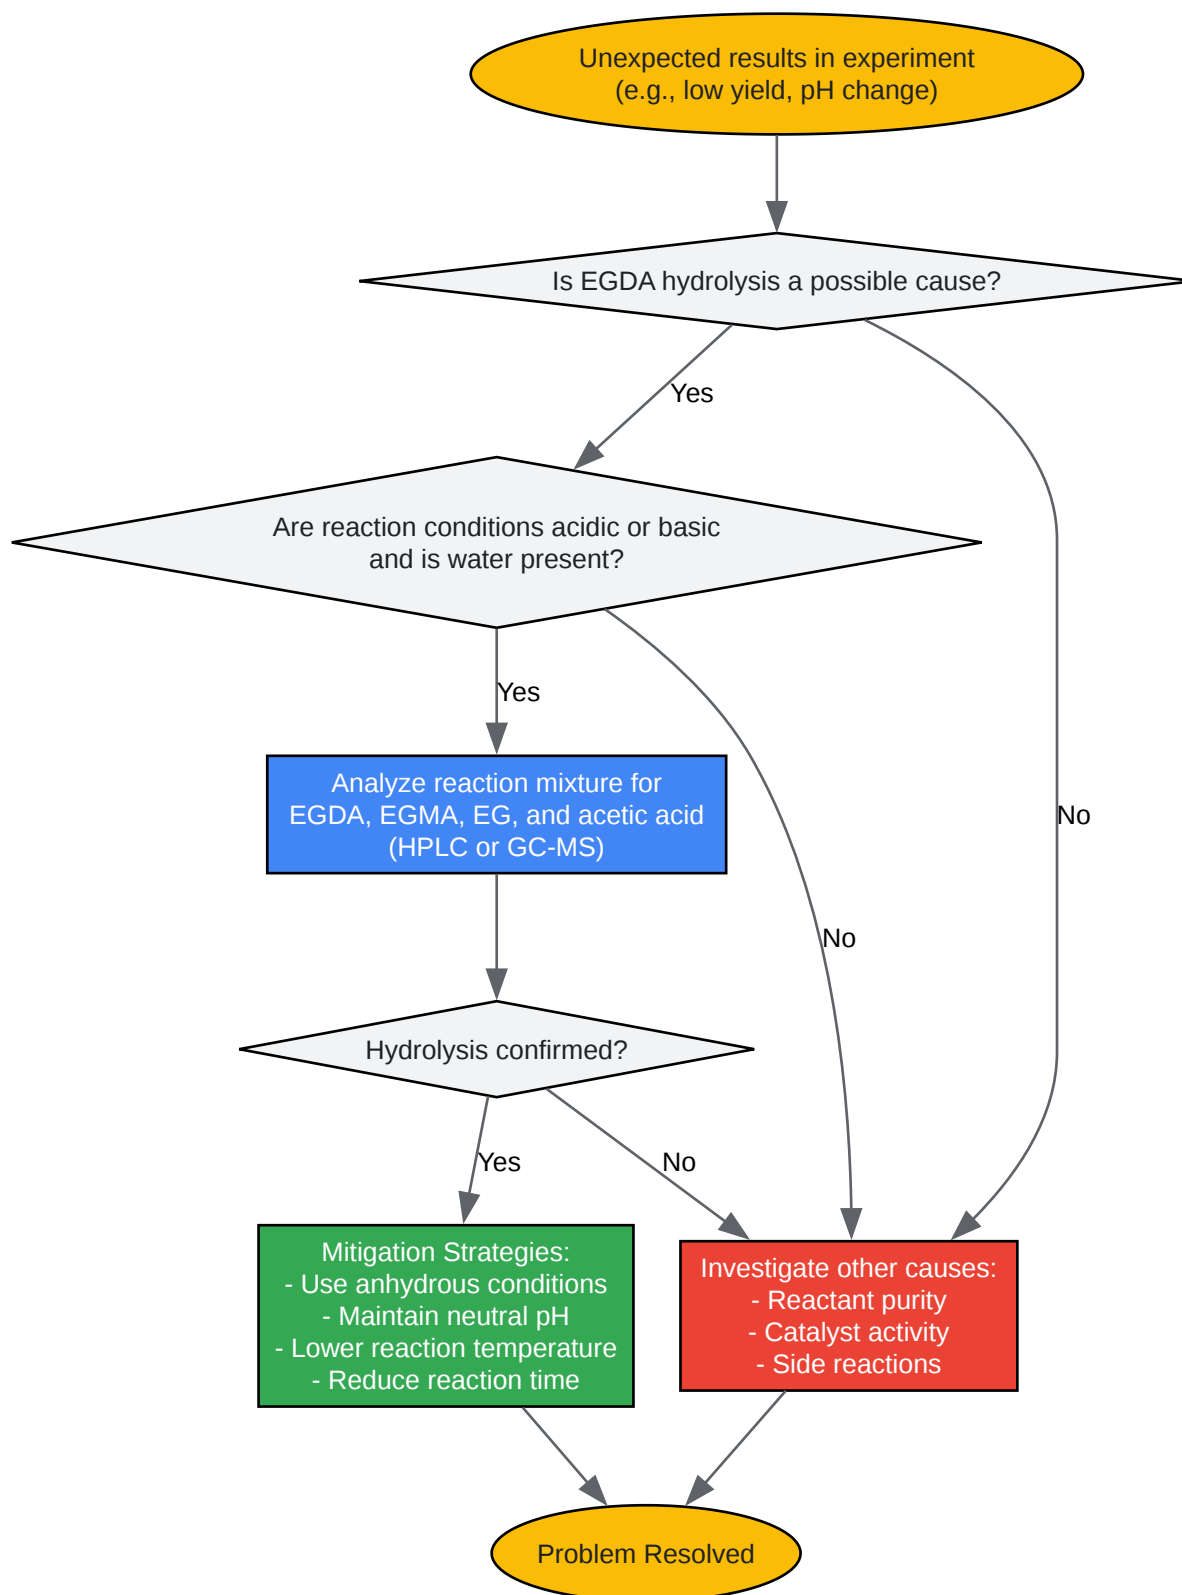 Unexpected results in experiment
(e.g., low yield, pH change)
Is EGDA hydrolysis a possible cause?
Yes
Are reaction conditions acidic or basic
and is water present?
Yes
Analyze reaction mixture for
EGDA, EGMA, EG, and acetic acid
(HPLC or GC-MS)
No
No
Hydrolysis confirmed?
Yes
No
Mitigation Strategies:
- Use anhydrous conditions
- Maintain neutral pH
- Lower reaction temperature
- Reduce reaction time
Investigate other causes:
- Reactant purity
- Catalyst activity
- Side reactions
Problem Resolved